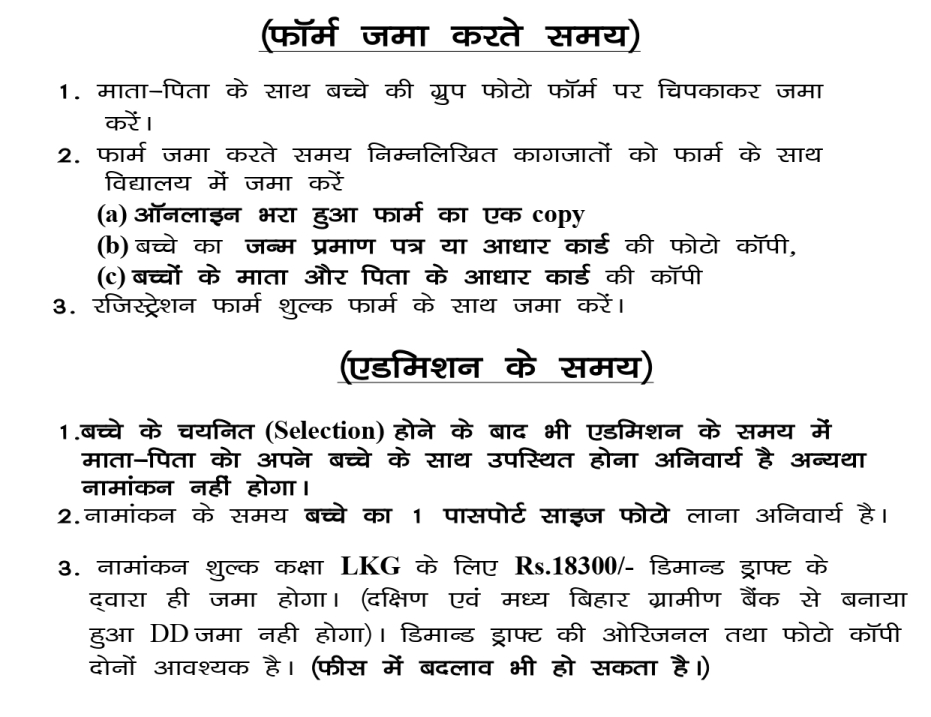 (फॉर्म जमा करते समय)
1. माता–पिता के साथ बच्चे की ग्रुप फोटो फॉर्म पर चिपकाकर जमा
करें।
2. फार्म जमा करते समय निम्नलिखित कागजातों को फार्म के साथ
विद्यालय में जमा करें
(a) ऑनलाइन भरा हुआ फार्म का एक copy
(b) बच्चे का जन्म प्रमाण पत्र या आधार कार्ड की फोटो कॉपी,
(c) बच्चों के माता और पिता के आधार कार्ड की कॉपी
3. रजिस्ट्रेशन फार्म शुल्क फार्म के साथ जमा करें।
(एडमिशन के समय)
1.बच्चे के चयनित (Selection) होने के बाद भी एडमिशन के समय में
माता–पिता को अपने बच्चे के साथ उपस्थित होना अनिवार्य है अन्यथा
नामांकन नहीं होगा।
2.नामांकन के समय बच्चे का 1 पासपोर्ट साइज फोटो लाना अनिवार्य है।
3. नामांकन शुल्क कक्षा LKG के लिए Rs.18300/- डिमान्ड ड्राफ्ट के
द्वारा ही जमा होगा। (दक्षिण एवं मध्य बिहार ग्रामीण बैंक से बनाया
हुआ DD जमा नही होगा)। डिमान्ड ड्राफ्ट की ओरिजनल तथा फोटो कॉपी
दोनों आवश्यक है। (फीस में बदलाव भी हो सकता है।)